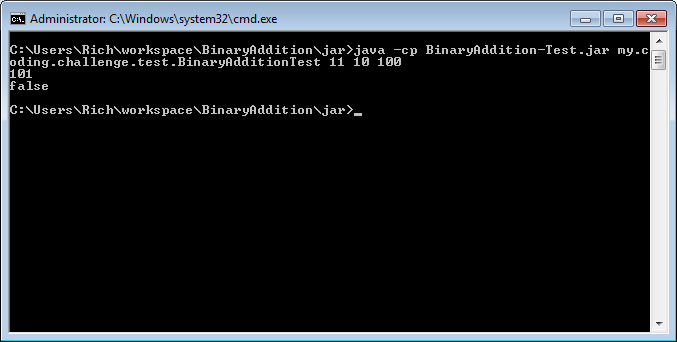 Administrator: C:\Windows\system32\cmd.exe
C:\Users\Rich\workspace\BinaryAddition\jar>java -cp BinaryAddition-Test.jar my.c
oding.challenge.test.BinaryAdditionTest 11 10 100
101
false
C:\Users\Rich\workspace\BinaryAddition\jar>_